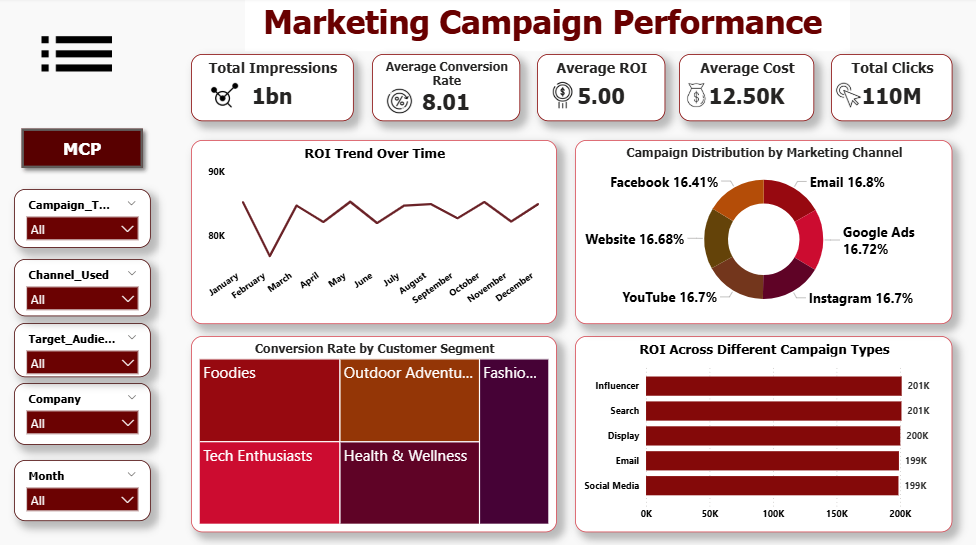 Marketing Campaign Performance
Total Impressions
1bn
Average Conversion
Rate
8.01
Average ROI
5.00
Average Cost
12.50K
Total Clicks
110M
MCP
Campaign_T...
All
Channel_Used
All
Target_Audie...
All
Company
All
Month
All
ROI Trend Over Time
90K
80K
January
February
March
April
May
June
July
August
September
October
November
December
Campaign Distribution by Marketing Channel
Facebook 16.41%
Email 16.8%
Website 16.68%
Google Ads
16.72%
YouTube 16.7%
Instagram 16.7%
Conversion Rate by Customer Segment
Foodies
Outdoor Adventu...
Fashio...
Tech Enthusiasts
Health & Wellness
ROI Across Different Campaign Types
Influencer
201K
Search
201K
Display
200K
Email
199K
Social Media
199K
0K
50K
100K
150K
200K